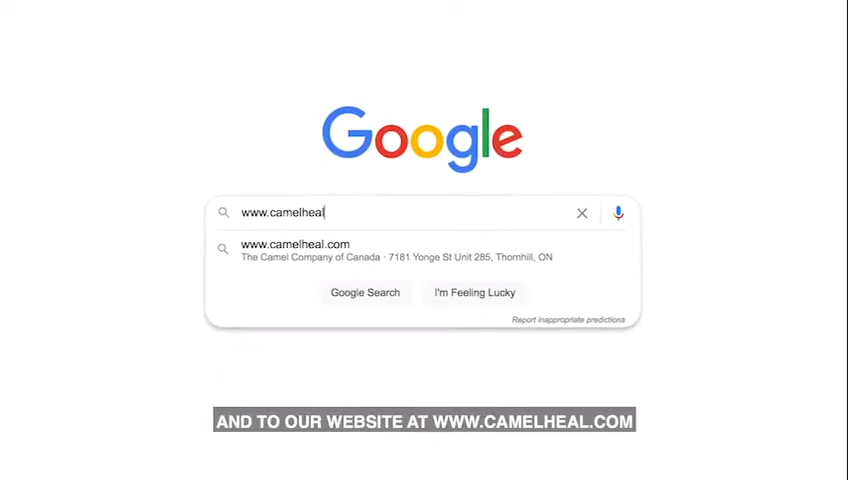 Google
www.camelheal
www.camelheal.com
The Camel Company of Canada · 7181 Yonge St Unit 285, Thornhill, ON
Google Search I'm Feeling Lucky
Report inappropriate predictions
AND TO OUR WEBSITE AT WWW.CAMELHEAL.COM